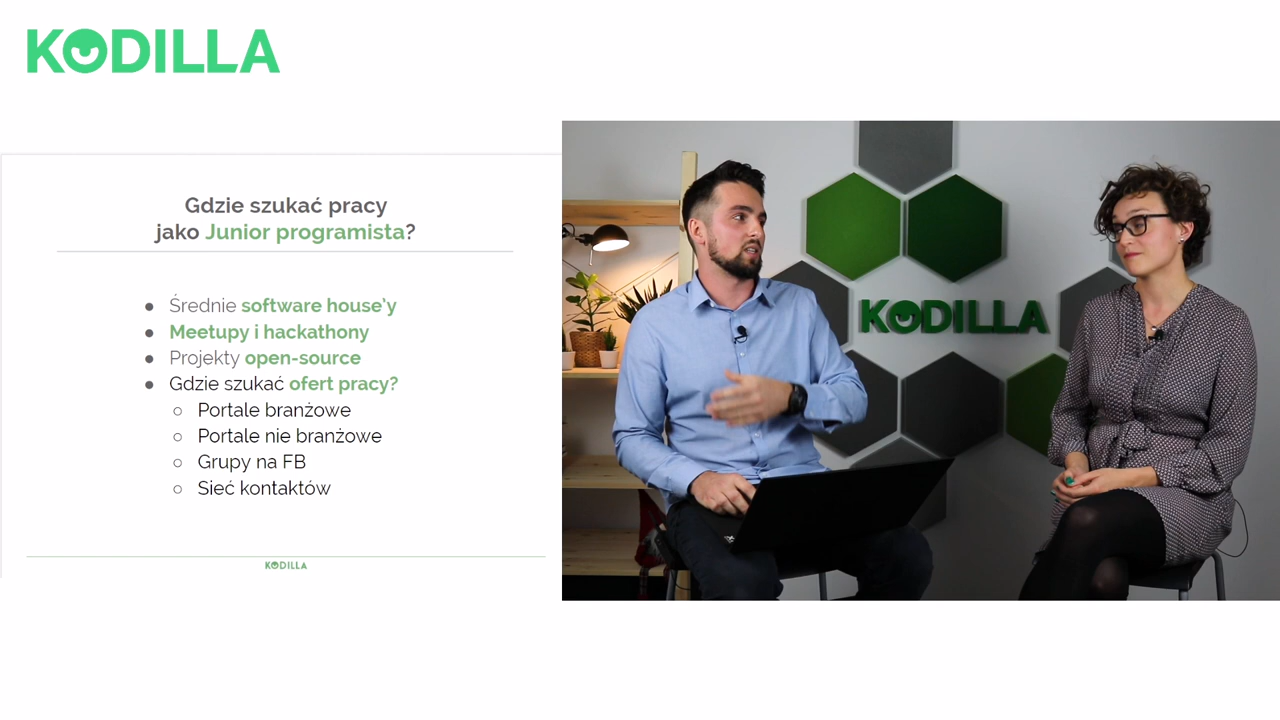 KODILLA
Gdzie szukać pracy
jako Junior programista?
● Średnie software house'y
● Meetupy i hackathony
● Projekty open-source
● Gdzie szukać ofert pracy?
○ Portale branżowe
○ Portale nie branżowe
○ Grupy na FB
○ Sieć kontaktów
KODILLA
KODILLA